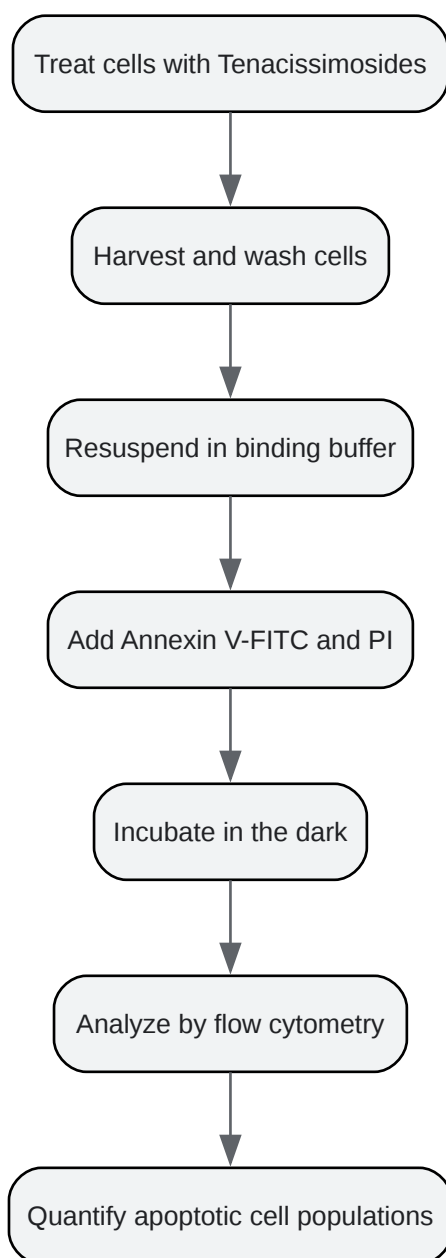 Treat cells with Tenacissimosides
Harvest and wash cells
Resuspend in binding buffer
Add Annexin V-FITC and PI
Incubate in the dark
Analyze by flow cytometry
Quantify apoptotic cell populations